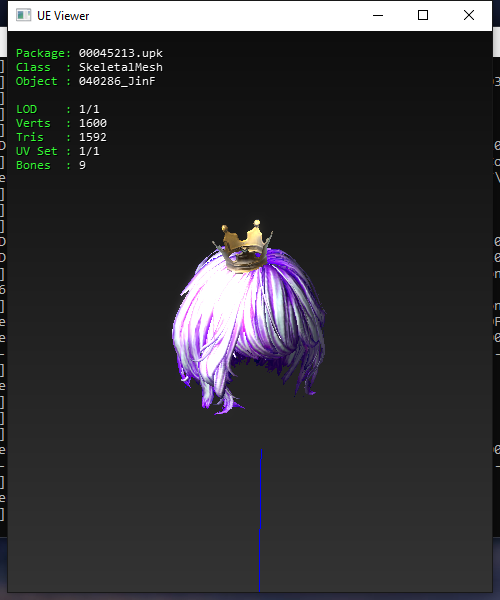 UE Viewer
Package: 00045213.upk
Class : SkeletalMesh
Object : 040286_JinF
LOD : 1/1
Verts : 1600
Tris : 1592
UV Set : 1/1
Bones : 9